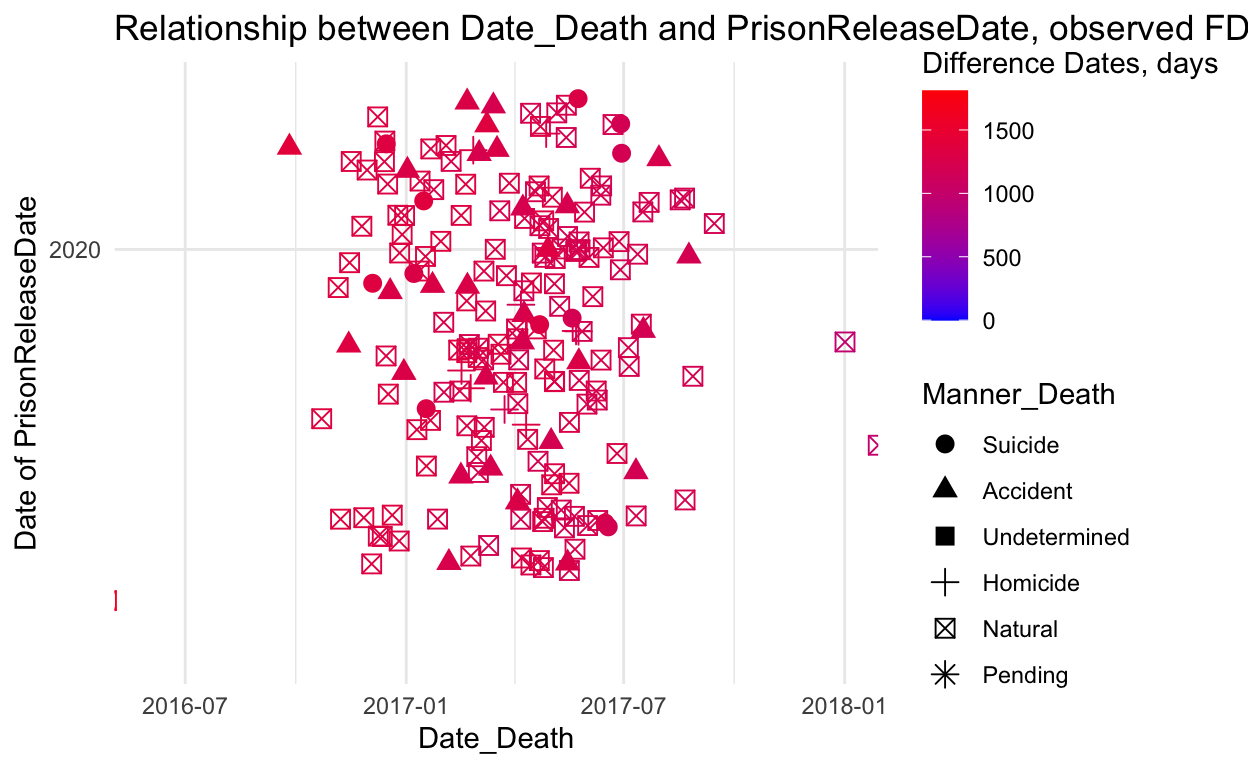 Relationship between Date_Death and PrisonReleaseDate, observed FD
Difference Dates, days
1500
1000
500
0
Manner_Death
Suicide
Accident
Undetermined
Homicide
Natural
Pending
Date of PrisonReleaseDate
2020
2016-07
2017-01
2017-07
2018-01
Date_Death